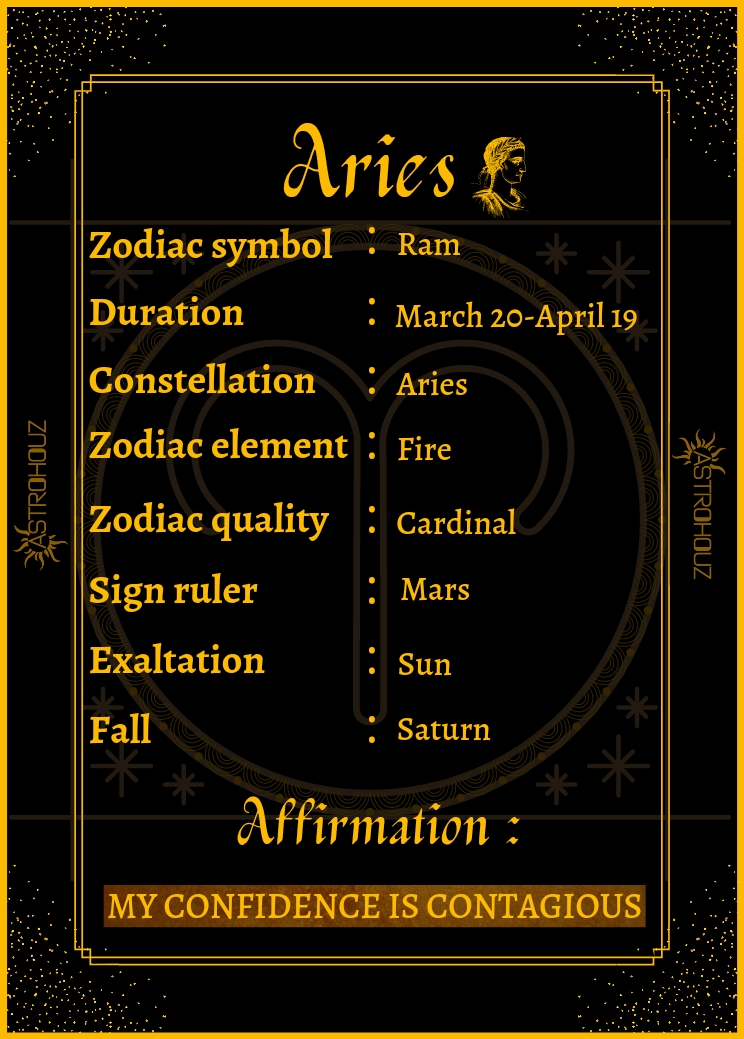 Aries
Zodiac symbol : Ram
Duration : March 20-April 19
Constellation : Aries
Zodiac element : Fire
Zodiac quality : Cardinal
Sign ruler : Mars
Exaltation : Sun
Fall : Saturn
Affirmation :
MY CONFIDENCE IS CONTAGIOUS
ASTROHOUZ
ASTROHOUZ